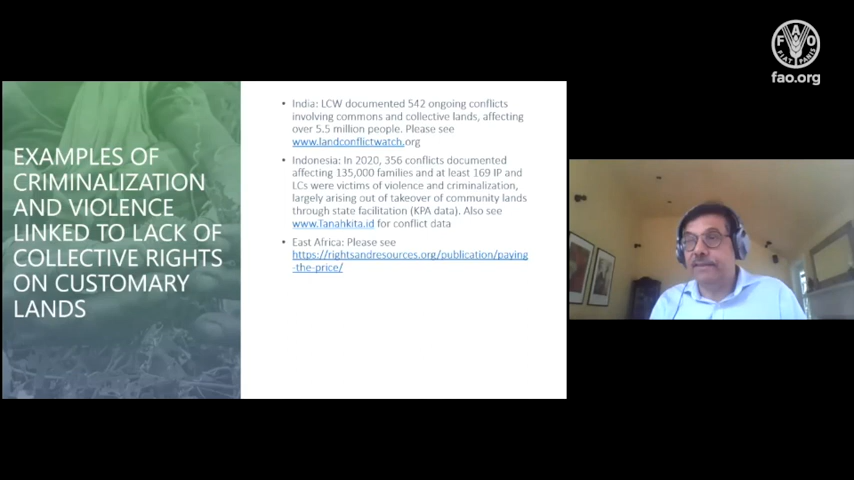 FAO
FIAT PANIS
fao.org
EXAMPLES OF
CRIMINALIZATION
AND VIOLENCE
LINKED TO LACK OF
COLLECTIVE RIGHTS
ON CUSTOMARY
LANDS
• India: LCW documented 542 ongoing conflicts
involving commons and collective lands, affecting
over 5.5 million people. Please see
www.landconflictwatch.org
• Indonesia: In 2020, 356 conflicts documented
affecting 135,000 families and at least 169 IP and
LCs were victims of violence and criminalization,
largely arising out of takeover of community lands
through state facilitation (KPA data). Also see
www.Tanahkita.id for conflict data
• East Africa: Please see
https://rightsandresources.org/publication/paying
-the-price/